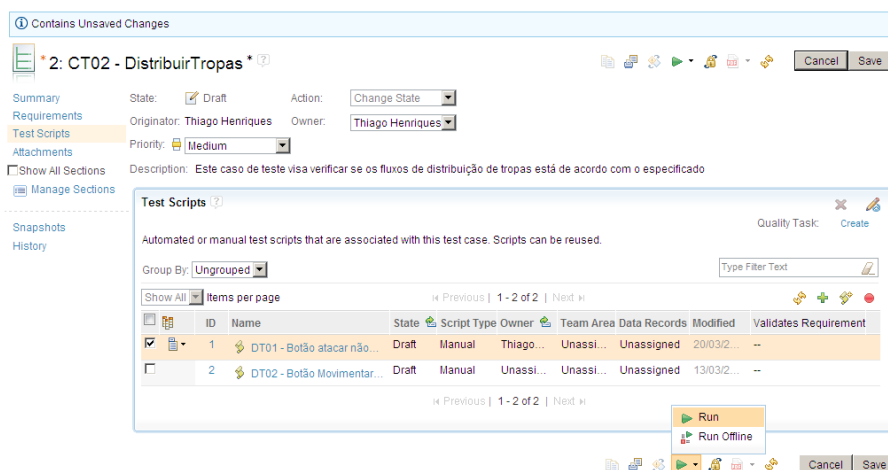 Contains Unsaved Changes
* 2: CT02 - DistribuirTropas *
Cancel Save
Summary
Requirements
Test Scripts
Attachments
Show All Sections
Manage Sections
Snapshots
History
State: Draft Action: Change State
Originator: Thiago Henriques Owner: Thiago Henriques
Priority: Medium
Description: Este caso de teste visa verificar se os fluxos de distribuição de tropas está de acordo com o especificado
Test Scripts
Quality Task: Create
Automated or manual test scripts that are associated with this test case. Scripts can be reused.
Group By: Ungrouped
Type Filter Text
Show All Items per page Previous | 1 - 2 of 2 | Next
ID Name State Script Type Owner Team Area Data Records Modified Validates Requirement
1 DT01 - Botão atacar não... Draft Manual Thiago... Unassi... Unassigned 20/03/2... --
2 DT02 - Botão Movimentar... Draft Manual Unassi... Unassi... Unassigned 13/03/2... --
Previous | 1 - 2 of 2 | Next
Run
Run Offline
Cancel Save